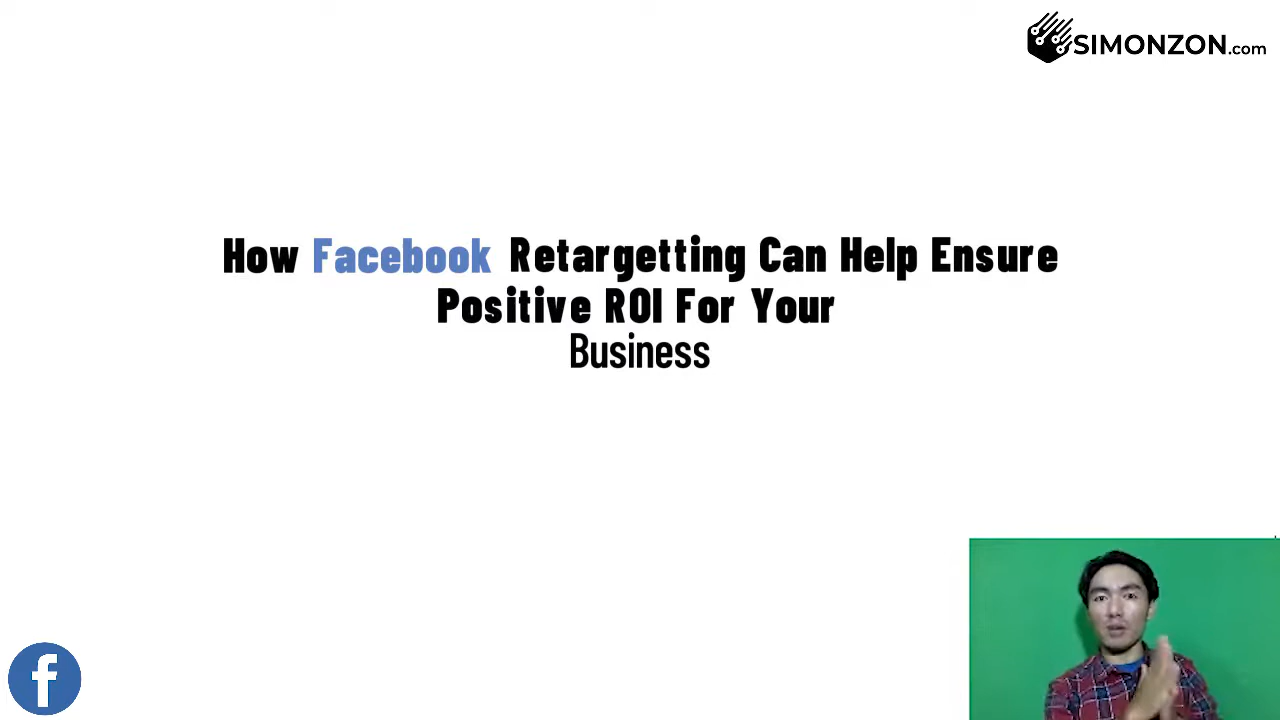 SIMONZON.com
How Facebook Retargetting Can Help Ensure
Positive ROI For Your
Business
f